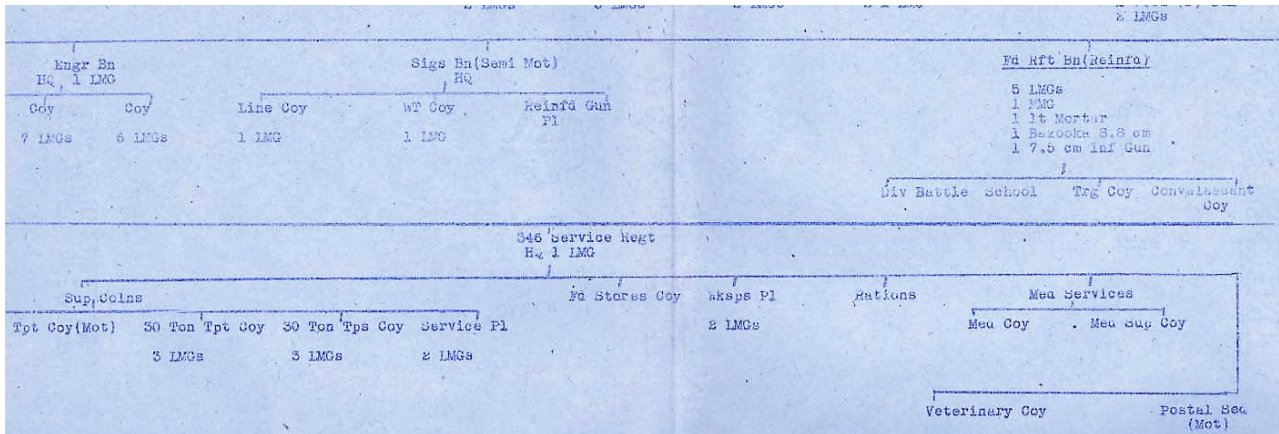 2 LMGs
Engr Bn
HQ, 1 LMG
Sigs Bn(Semi Mot)
HQ
Fd Rft Bn(Reinfd)
5 LMGs
1 MMG
1 lt Mortar
1 Bazooka 8.8 cm
1 7.5 cm Inf Gun
Coy Coy Line Coy WT Coy Reinfd Gun
Pl
7 LMGs 6 LMGs 1 LMG 1 LMG
Div Battle School Trg Coy Convalescent
Coy
346 Service Regt
HQ 1 LMG
Sup Colns Fd Stores Coy Wksps Pl Rations Med Services
Tpt Coy(Mot) 30 Ton Tpt Coy 30 Ton Tps Coy Service Pl 2 LMGs Med Coy Med Sup Coy
3 LMGs 3 LMGs 2 LMGs
Veterinary Coy Postal Sec
(Mot)